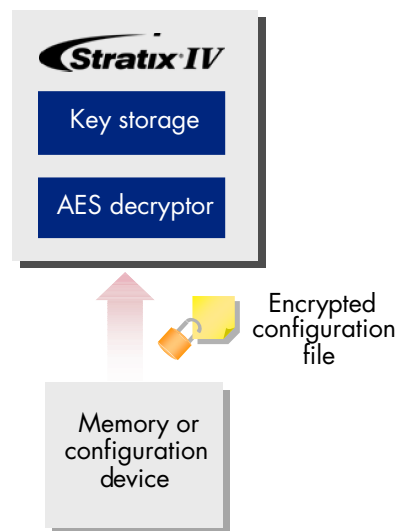 Stratix IV
Key storage
AES decryptor
Encrypted
configuration
file
Memory or
configuration
device